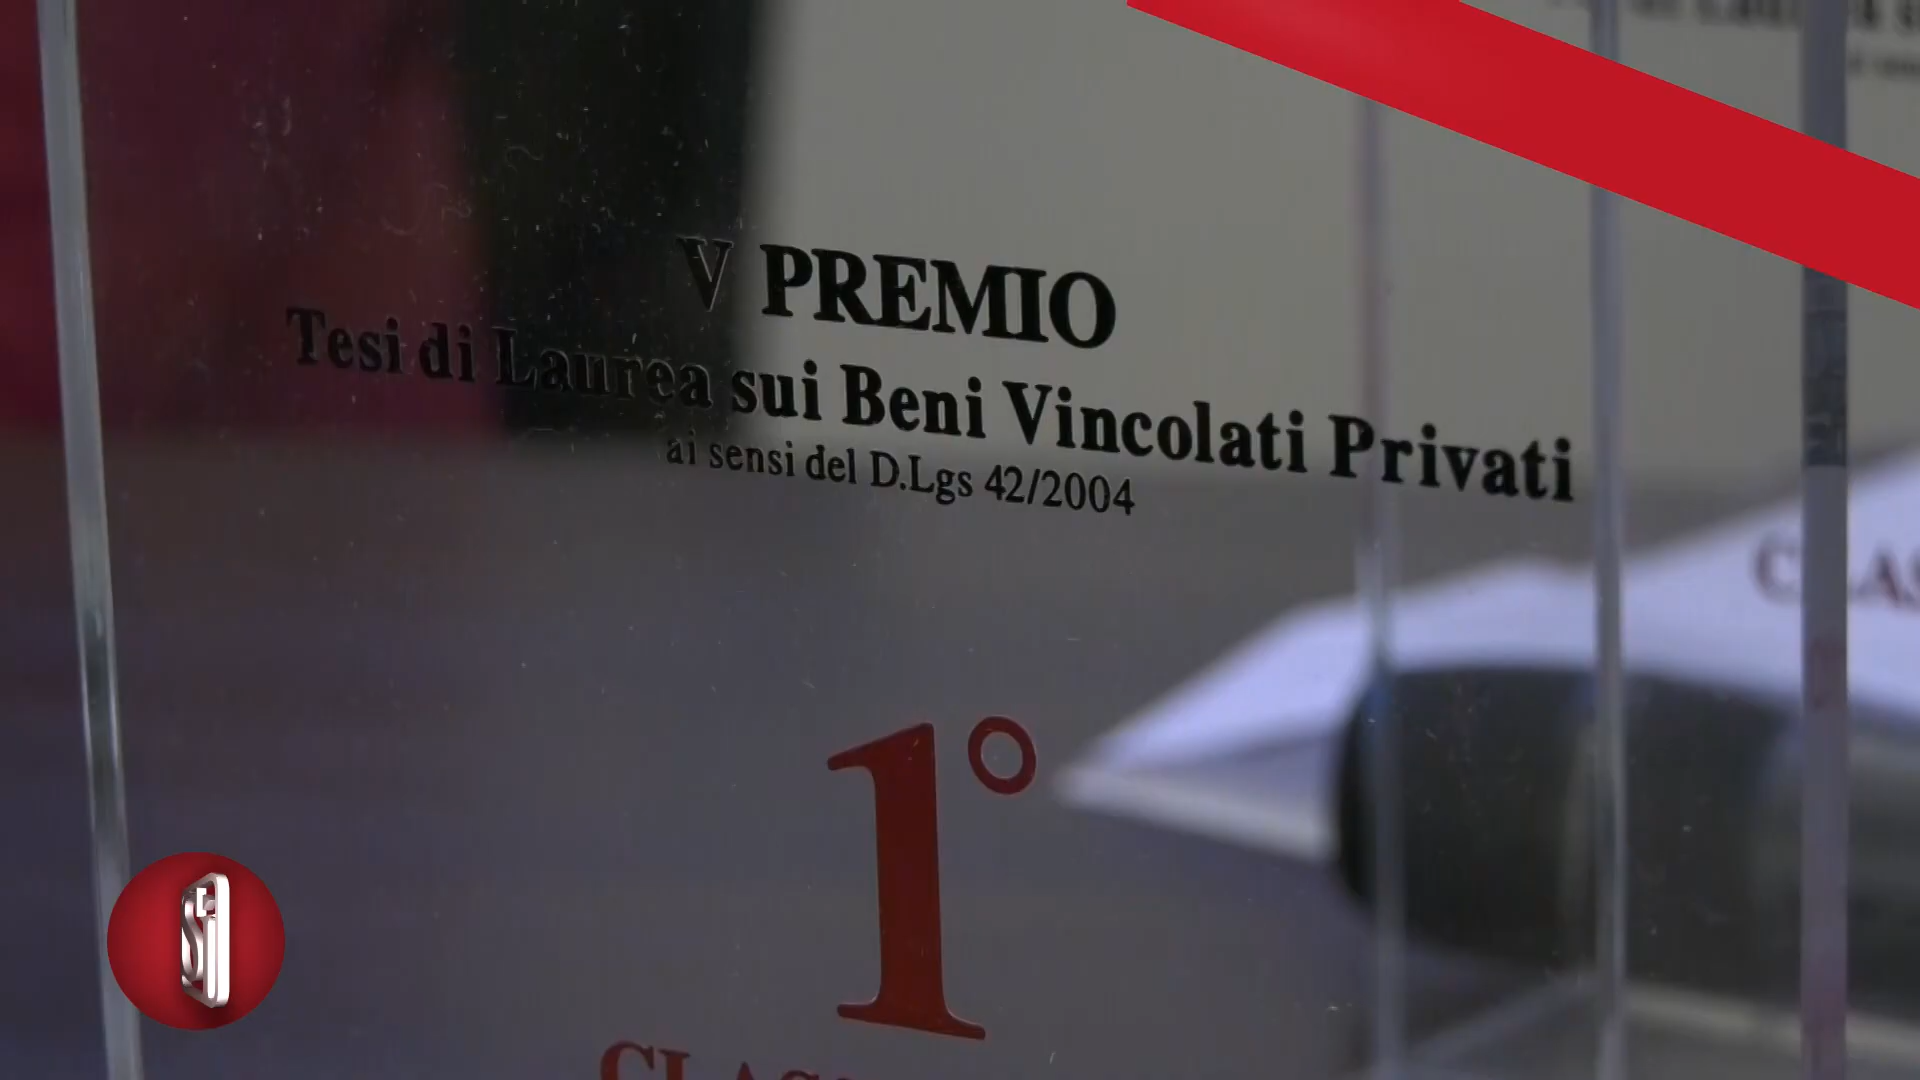 V PREMIO
Tesi di Laurea sui Beni Vincolati Privati
ai sensi del D.Lgs 42/2004
1°